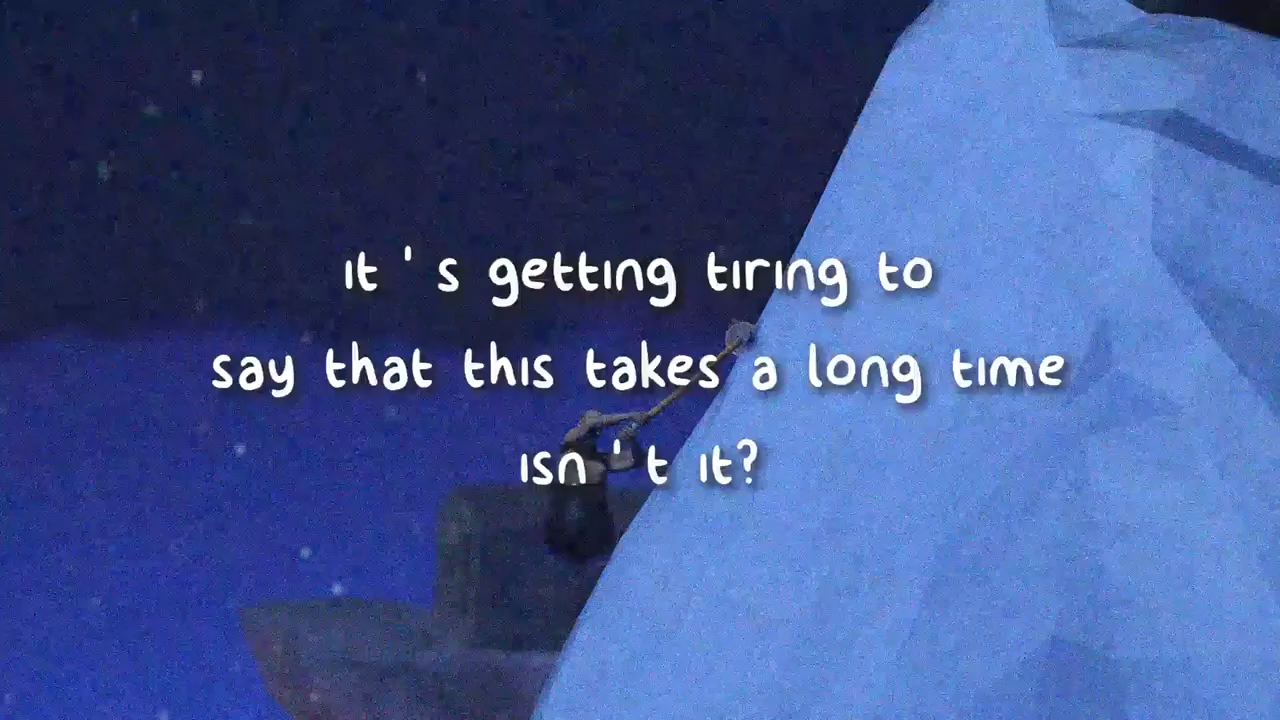 it ' s getting tiring to
say that this takes a long time
isn ' t it?